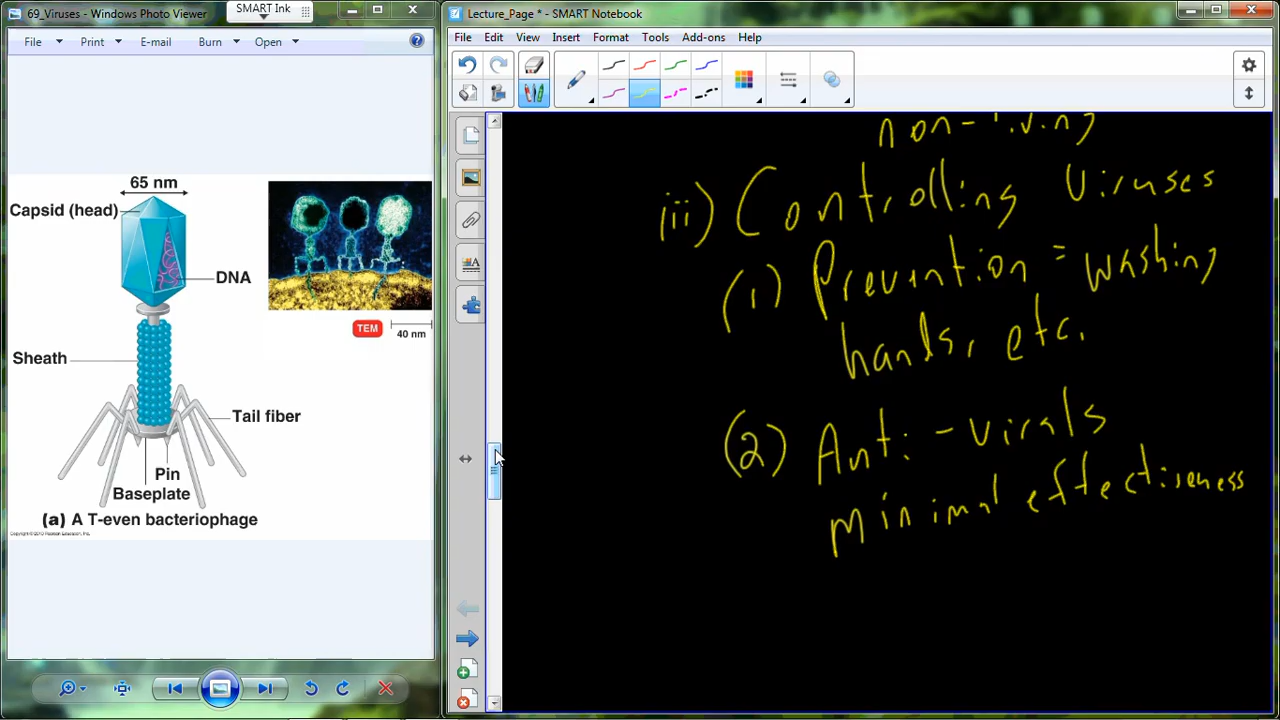 69_Viruses - Windows Photo Viewer
SMART Ink
File Print E-mail Burn Open
65 nm
Capsid (head)
DNA
TEM
40 nm
Sheath
Tail fiber
Pin
Baseplate
(a) A T-even bacteriophage
Lecture_Page * - SMART Notebook
File Edit View Insert Format Tools Add-ons Help
non-living
iii) Controlling Viruses
(1) Prevention = washing
hands, etc.
(2) Anti-virals
minimal effectiveness